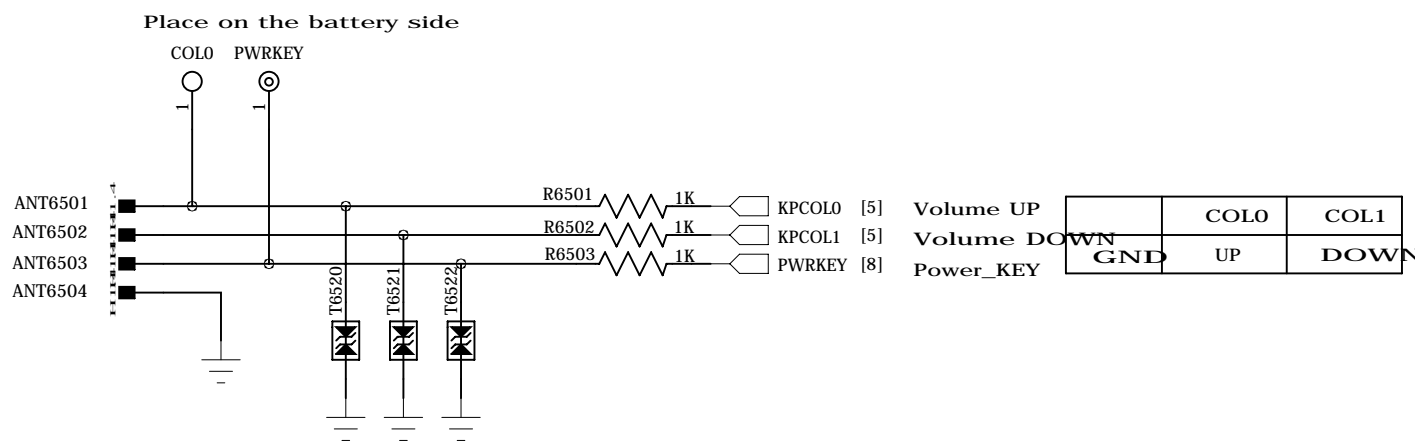 Place on the battery side
COL0 PWRKEY
1 1
ANT6501 R6501 1K KPCOL0 [5] Volume UP
ANT6502 R6502 1K KPCOL1 [5] Volume DOWN
ANT6503 R6503 1K PWRKEY [8] Power_KEY
ANT6504
T6520 T6521 T6522
COL0 COL1
GND UP DOWN